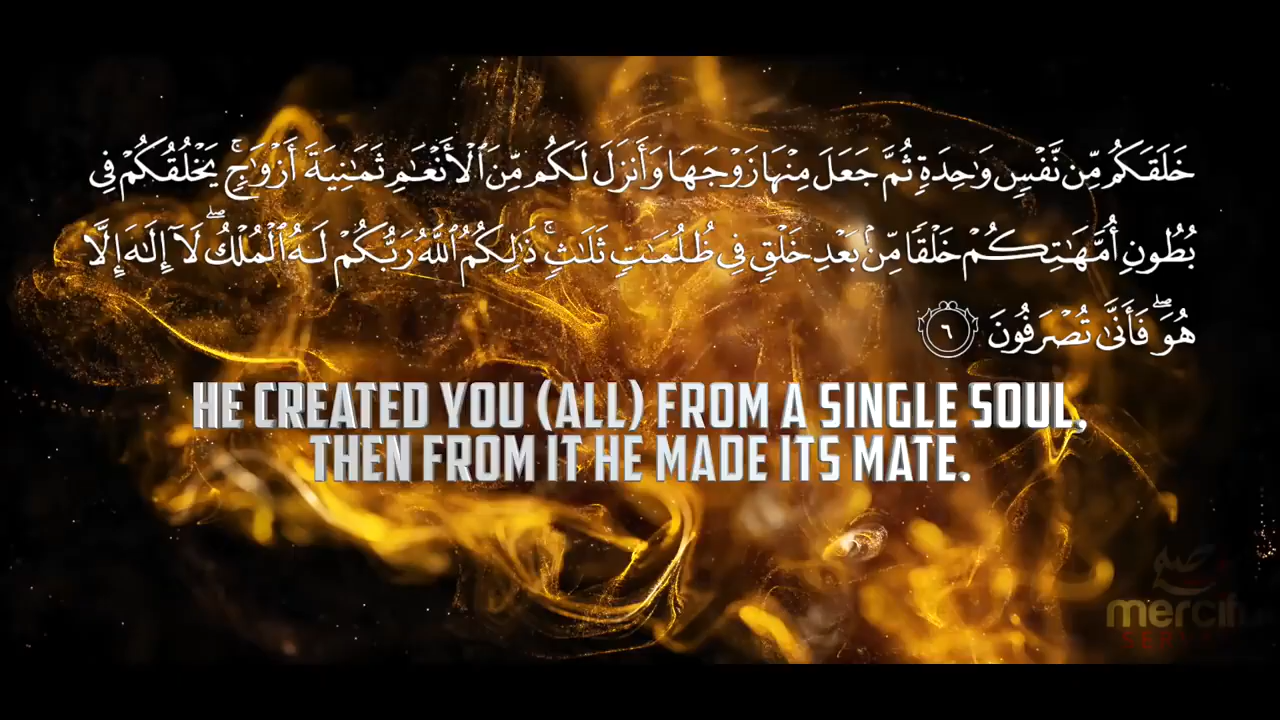 خَلَقَكُم مِّن نَّفْسٍ وَٰحِدَةٍ ثُمَّ جَعَلَ مِنْهَا زَوْجَهَا وَأَنزَلَ لَكُم مِّنَ ٱلْأَنْعَٰمِ ثَمَٰنِيَةَ أَزْوَٰجٍۚ يَخْلُقُكُمْ فِى
بُطُونِ أُمَّهَٰتِكُمْ خَلْقًا مِّنۢ بَعْدِ خَلْقٍ فِى ظُلُمَٰتٍ ثَلَٰثٍۚ ذَٰلِكُمُ ٱللَّهُ رَبُّكُمْ لَهُ ٱلْمُلْكُۖ لَآ إِلَٰهَ إِلَّا
هُوَۖ فَأَنَّىٰ تُصْرَفُونَ ٦
HE CREATED YOU (ALL) FROM A SINGLE SOUL,
THEN FROM IT HE MADE ITS MATE.